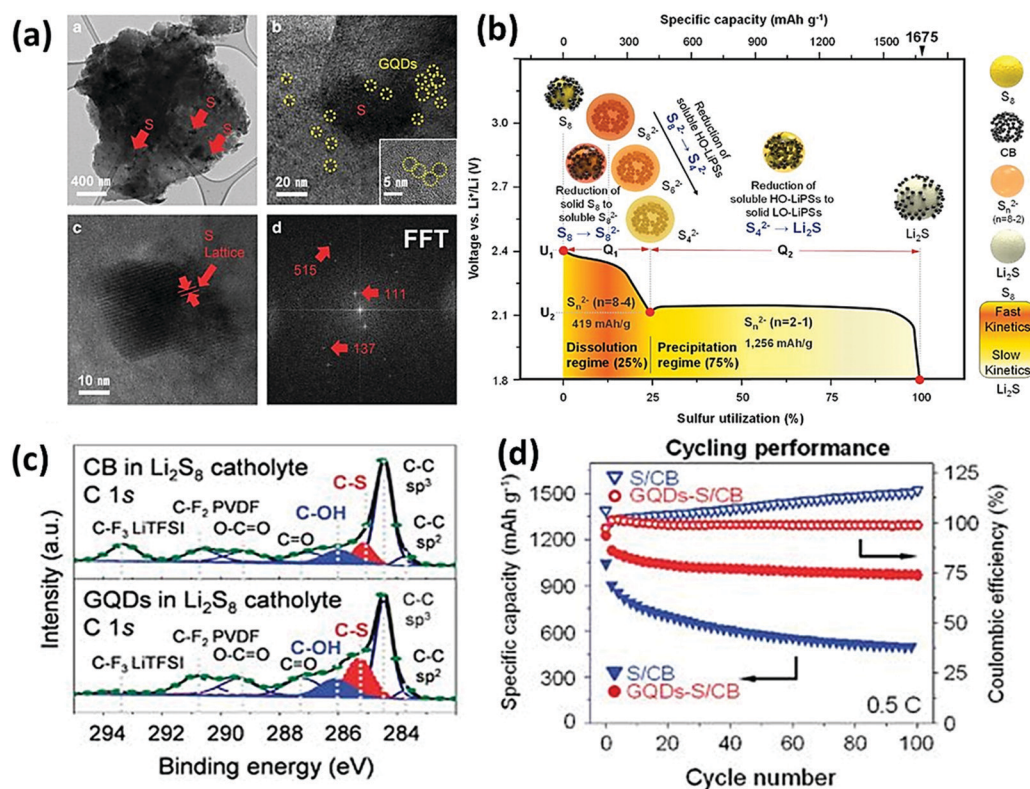 (a)
a
S
S
S
400 nm
b
GQDs
S
20 nm
5 nm
c
S
Lattice
10 nm
d
FFT
515
111
137
(b)
Specific capacity (mAh g⁻¹)
0 300 600 900 1200 1500 1675
Voltage vs. Li⁺/Li (V)
3.3
3.0
2.7
2.4
2.1
1.8
S₈
S₈²⁻
S₈²⁻
S₄²⁻
Reduction of
soluble HO-LiPSs
S₈²⁻ → S₄²⁻
Reduction of
solid S₈ to
soluble S₈²⁻
S₈ → S₈²⁻
Reduction of
soluble HO-LiPSs to
solid LO-LiPSs
S₄²⁻ → Li₂S
Li₂S
U₁
Q₁
Q₂
U₂
Sₙ²⁻ (n=8-4)
419 mAh/g
Sₙ²⁻ (n=2-1)
1,256 mAh/g
Dissolution
regime (25%)
Precipitation
regime (75%)
0 25 50 75 100
Sulfur utilization (%)
S₈
CB
Sₙ²⁻
(n=8-2)
Li₂S
S₈
Fast
Kinetics
Slow
Kinetics
Li₂S
(c)
Intensity (a.u.)
CB in Li₂S₈ catholyte
C 1s
C-F₃ LiTFSI
C-F₂ PVDF
O-C=O
C=O
C-OH
C-S
C-C
sp³
C-C
sp²
GQDs in Li₂S₈ catholyte
C 1s
C-F₃ LiTFSI
C-F₂ PVDF
O-C=O
C=O
C-OH
C-S
C-C
sp³
C-C
sp²
294 292 290 288 286 284
Binding energy (eV)
(d)
Cycling performance
Specific capacity (mAh g⁻¹)
1500
1200
900
600
300
0
S/CB
GQDs-S/CB
S/CB
GQDs-S/CB
0.5 C
125
100
75
50
25
0
Coulombic efficiency (%)
0 20 40 60 80 100
Cycle number